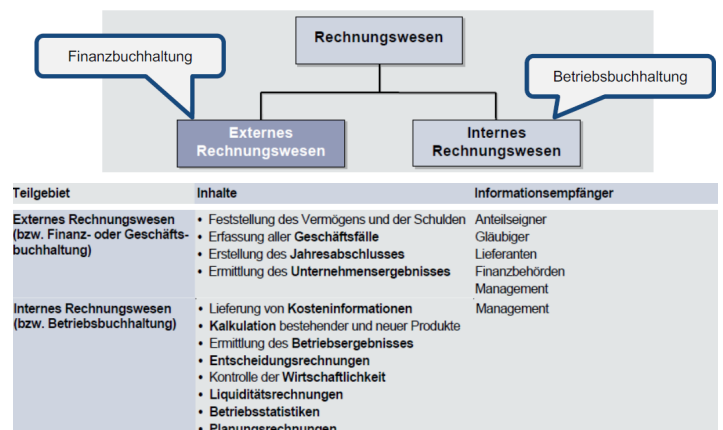 Rechnungswesen
Finanzbuchhaltung
Betriebsbuchhaltung
Externes
Rechnungswesen
Internes
Rechnungswesen
Teilgebiet Inhalte Informationsempfänger
Externes Rechnungswesen
(bzw. Finanz- oder Geschäfts-
buchhaltung)
• Feststellung des Vermögens und der Schulden
• Erfassung aller Geschäftsfälle
• Erstellung des Jahresabschlusses
• Ermittlung des Unternehmensergebnisses
Anteilseigner
Gläubiger
Lieferanten
Finanzbehörden
Management
Internes Rechnungswesen
(bzw. Betriebsbuchhaltung)
• Lieferung von Kosteninformationen
• Kalkulation bestehender und neuer Produkte
• Ermittlung des Betriebsergebnisses
• Entscheidungsrechnungen
• Kontrolle der Wirtschaftlichkeit
• Liquiditätsrechnungen
• Betriebsstatistiken
• Planungsrechnungen
Management